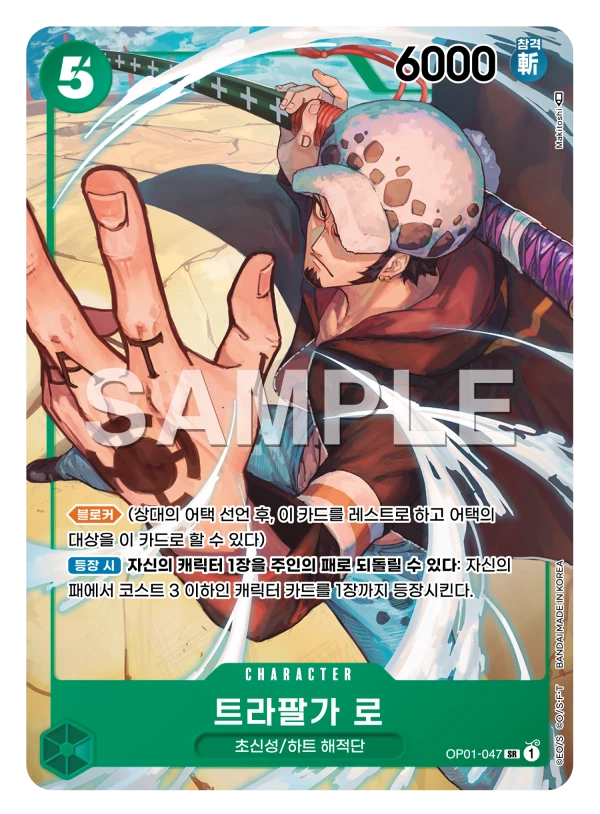 5
6000
참격
斬
Makitoshi
SAMPLE
블로커 (상대의 어택 선언 후, 이 카드를 레스트로 하고 어택의
대상을 이 카드로 할 수 있다)
등장 시 자신의 캐릭터 1장을 주인의 패로 되돌릴 수 있다: 자신의
패에서 코스트 3 이하인 캐릭터 카드를 1장까지 등장시킨다.
CHARACTER
트라팔가 로
초신성/하트 해적단
OP01-047 SR 1
©EO/S ©O/S·F·T BANDAI MADE IN KOREA